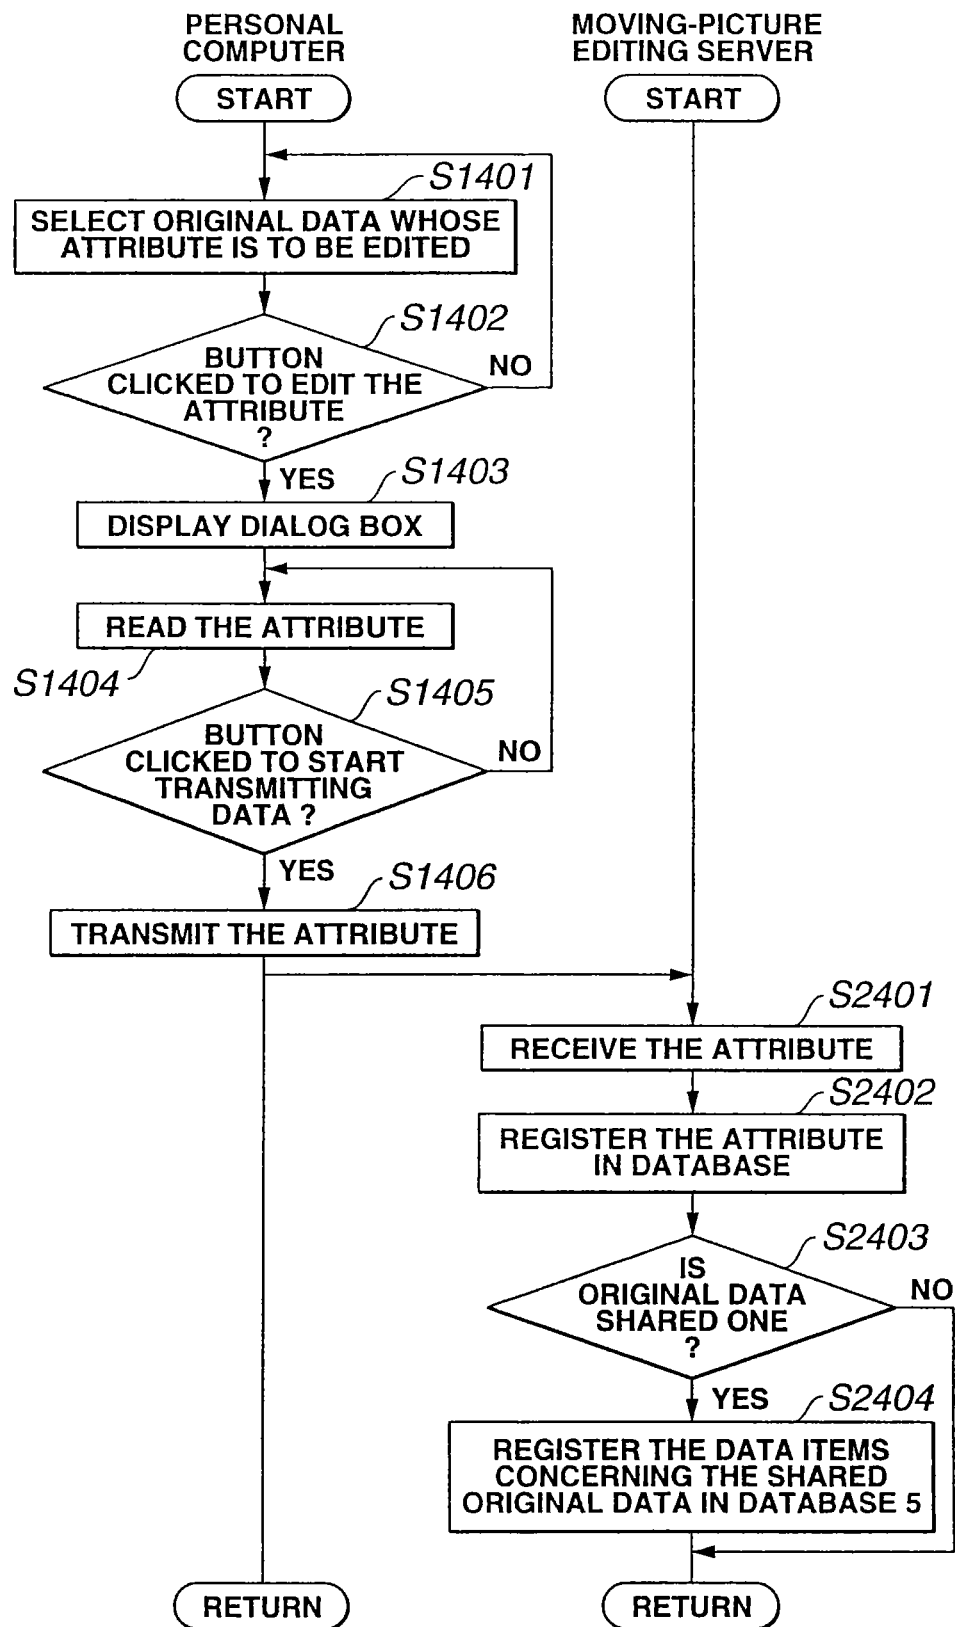 PERSONAL
COMPUTER
MOVING-PICTURE
EDITING SERVER
START
START
S1401
SELECT ORIGINAL DATA WHOSE
ATTRIBUTE IS TO BE EDITED
S1402
BUTTON
CLICKED TO EDIT THE
ATTRIBUTE
?
NO
YES
S1403
DISPLAY DIALOG BOX
READ THE ATTRIBUTE
S1404
S1405
BUTTON
CLICKED TO START
TRANSMITTING
DATA ?
NO
YES
S1406
TRANSMIT THE ATTRIBUTE
S2401
RECEIVE THE ATTRIBUTE
S2402
REGISTER THE ATTRIBUTE
IN DATABASE
S2403
IS
ORIGINAL DATA
SHARED ONE
?
NO
YES
S2404
REGISTER THE DATA ITEMS
CONCERNING THE SHARED
ORIGINAL DATA IN DATABASE 5
RETURN
RETURN